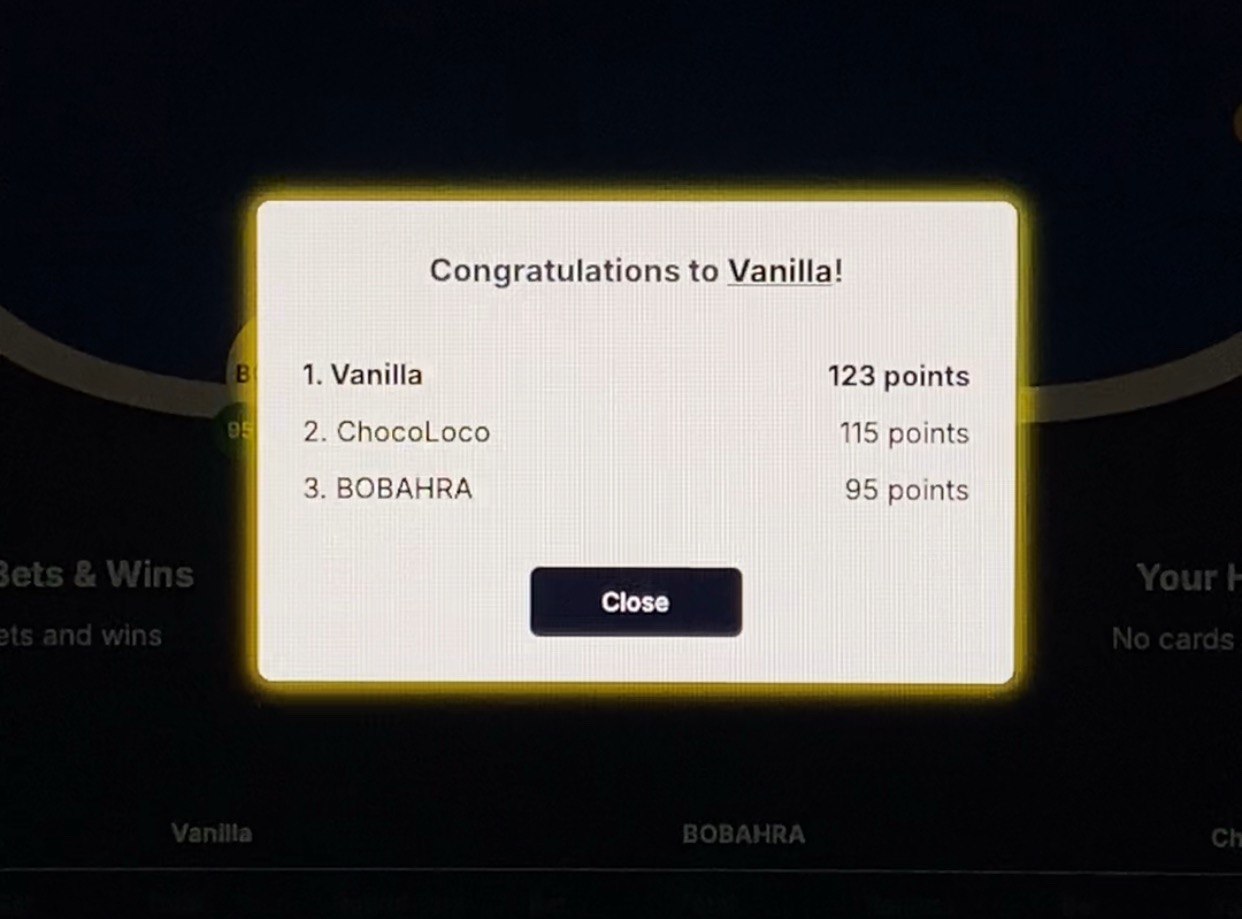 Congratulations to Vanilla!
1. Vanilla 123 points
2. ChocoLoco 115 points
3. BOBAHRA 95 points
Close
95
Bets & Wins
ets and wins
Your H
No cards
Vanilla
BOBAHRA
Ch